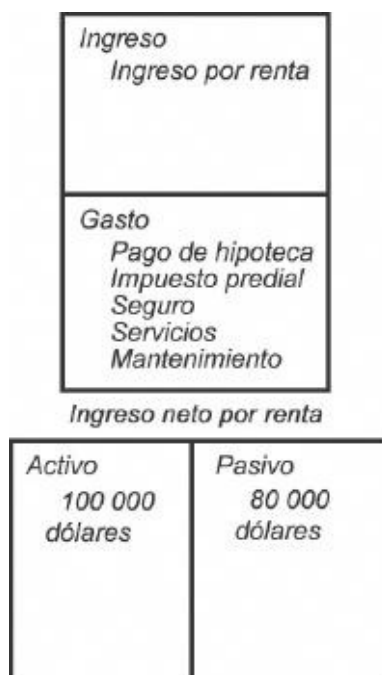 Ingreso
Ingreso por renta
Gasto
Pago de hipoteca
Impuesto predial
Seguro
Servicios
Mantenimiento
Ingreso neto por renta
Activo
100 000
dólares
Pasivo
80 000
dólares